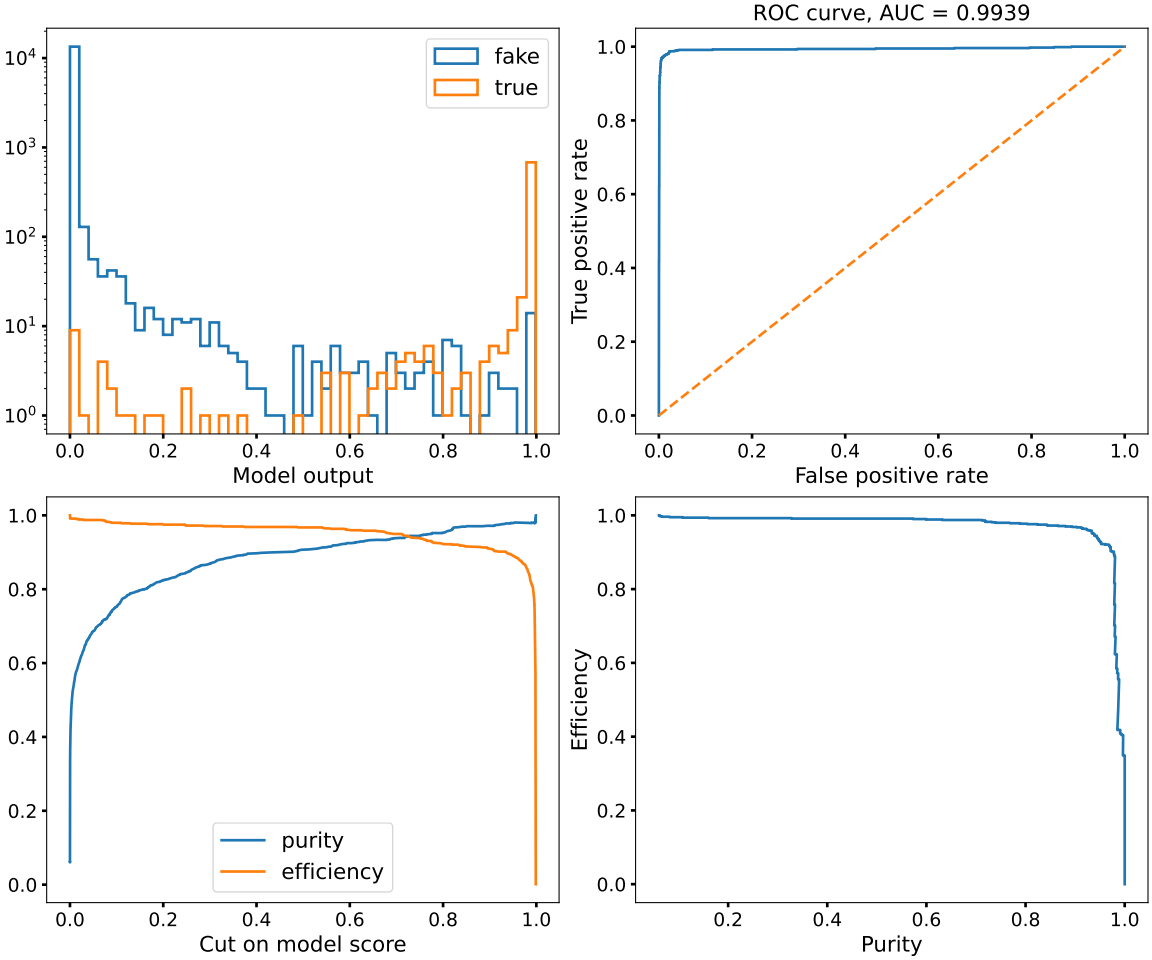 ROC curve, AUC = 0.9939
10⁴
10³
10²
10¹
10⁰
fake
true
0.0 0.2 0.4 0.6 0.8 1.0
Model output
1.0
0.8
0.6
0.4
0.2
0.0
True positive rate
0.0 0.2 0.4 0.6 0.8 1.0
False positive rate
1.0
0.8
0.6
0.4
0.2
0.0
purity
efficiency
0.0 0.2 0.4 0.6 0.8 1.0
Cut on model score
1.0
0.8
0.6
0.4
0.2
0.0
Efficiency
0.2 0.4 0.6 0.8 1.0
Purity